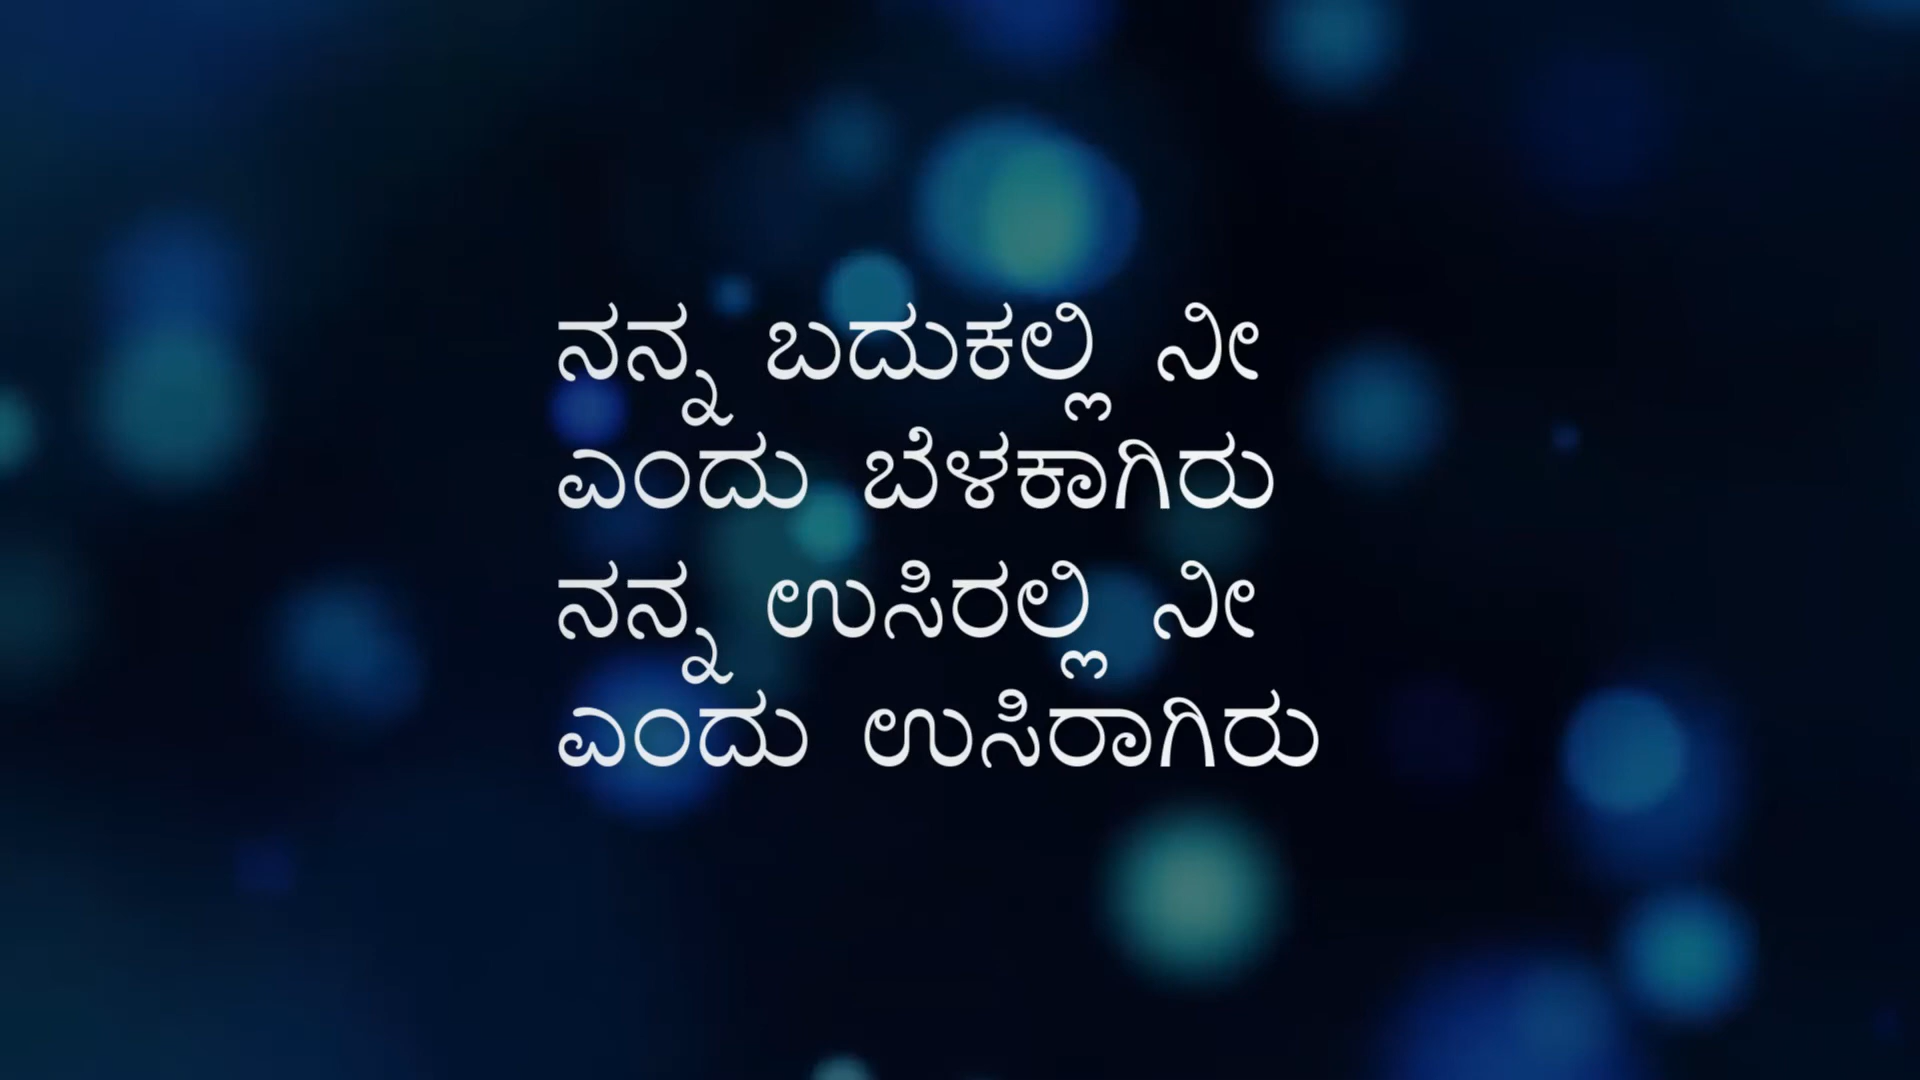 ನನ್ನ ಬದುಕಲ್ಲಿ ನೀ
ಎಂದು ಬೆಳಕಾಗಿರು
ನನ್ನ ಉಸಿರಲ್ಲಿ ನೀ
ಎಂದು ಉಸಿರಾಗಿರು